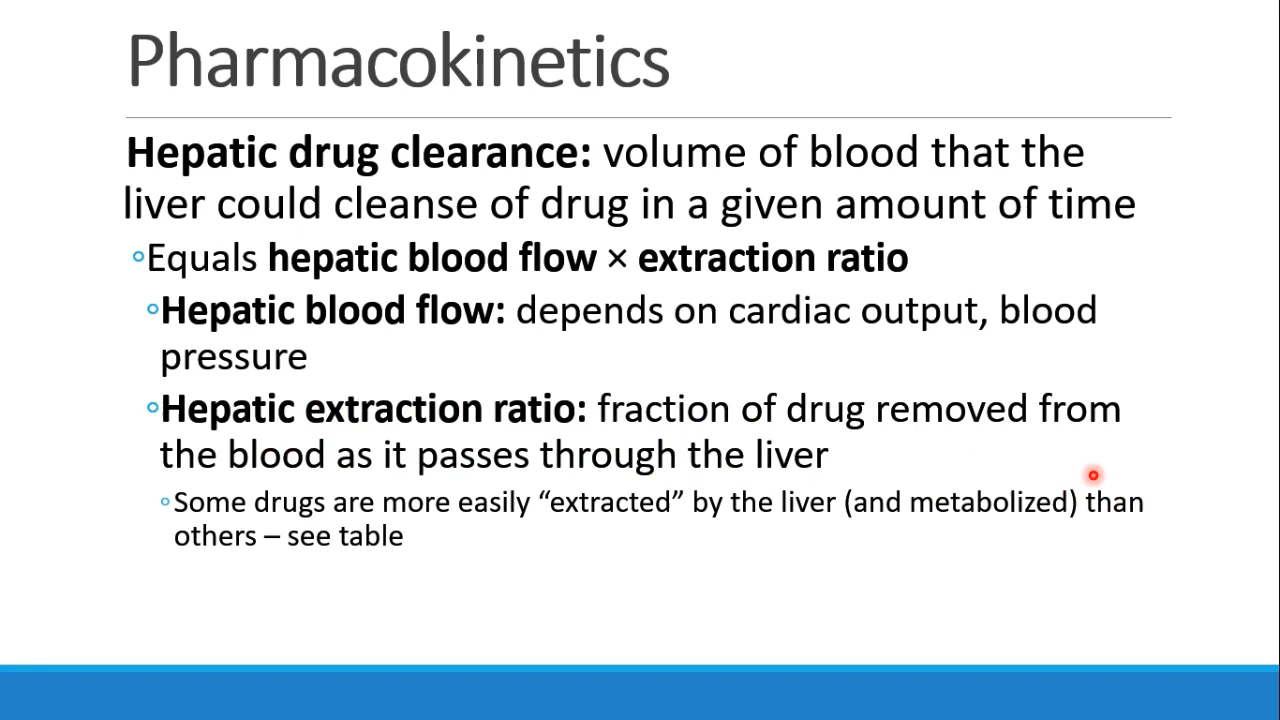 Pharmacokinetics
Hepatic drug clearance: volume of blood that the
liver could cleanse of drug in a given amount of time
◦Equals hepatic blood flow × extraction ratio
◦Hepatic blood flow: depends on cardiac output, blood
pressure
◦Hepatic extraction ratio: fraction of drug removed from
the blood as it passes through the liver
◦Some drugs are more easily “extracted” by the liver (and metabolized) than
others – see table